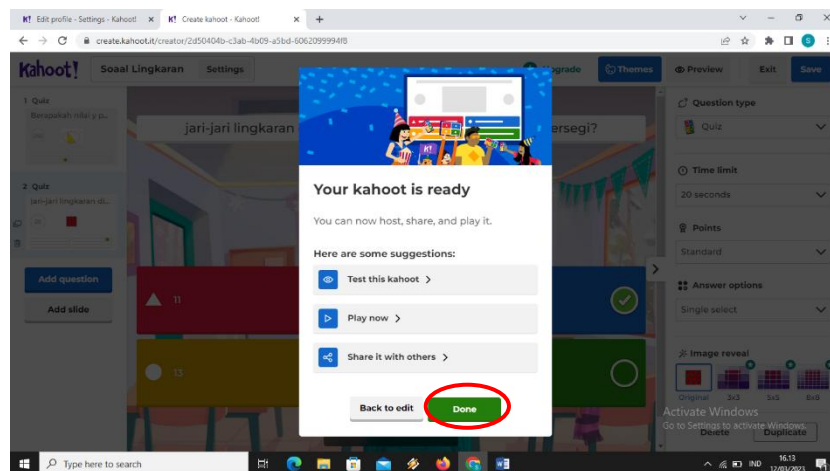 K! Edit profile - Settings - Kahoot!
K! Create kahoot - Kahoot!
create.kahoot.it/creator/2d50404b-c3ab-4b09-a5bd-6062099994f8
Kahoot!
Soaal Lingkaran
Settings
Upgrade
Themes
Preview
Exit
Save
1 Quiz
Berapakah nilai y p...
2 Quiz
jari-jari lingkaran di...
Add question
Add slide
jari-jari lingkaran
ersegi?
11
13
Your kahoot is ready
You can now host, share, and play it.
Here are some suggestions:
Test this kahoot >
Play now >
Share it with others >
Back to edit
Done
Question type
Quiz
Time limit
20 seconds
Points
Standard
Answer options
Single select
Image reveal
Original 3x3 5x5 8x8
Activate Windows
Go to Settings to activate Windows.
Delete
Duplicate
Type here to search
IND
16.13
12/03/2023